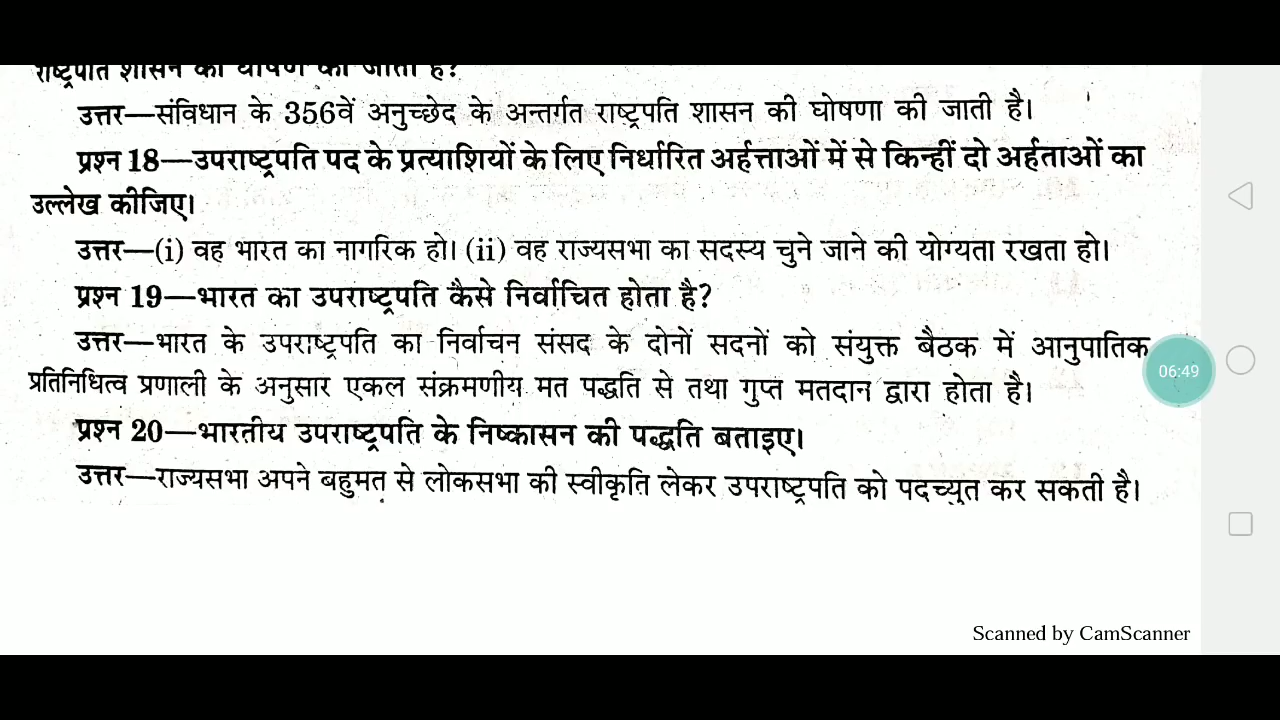 राष्ट्रपति शासन की घोषणा की जाती है?
उत्तर—संविधान के 356वें अनुच्छेद के अन्तर्गत राष्ट्रपति शासन की घोषणा की जाती है।
प्रश्न 18—उपराष्ट्रपति पद के प्रत्याशियों के लिए निर्धारित अर्हत्ताओं में से किन्हीं दो अर्हताओं का
उल्लेख कीजिए।
उत्तर—(i) वह भारत का नागरिक हो। (ii) वह राज्यसभा का सदस्य चुने जाने की योग्यता रखता हो।
प्रश्न 19—भारत का उपराष्ट्रपति कैसे निर्वाचित होता है?
उत्तर—भारत के उपराष्ट्रपति का निर्वाचन संसद के दोनों सदनों को संयुक्त बैठक में आनुपातिक
06:49
प्रतिनिधित्व प्रणाली के अनुसार एकल संक्रमणीय मत पद्धति से तथा गुप्त मतदान द्वारा होता है।
प्रश्न 20—भारतीय उपराष्ट्रपति के निष्कासन की पद्धति बताइए।
उत्तर—राज्यसभा अपने बहुमत से लोकसभा की स्वीकृति लेकर उपराष्ट्रपति को पदच्युत कर सकती है।
Scanned by CamScanner